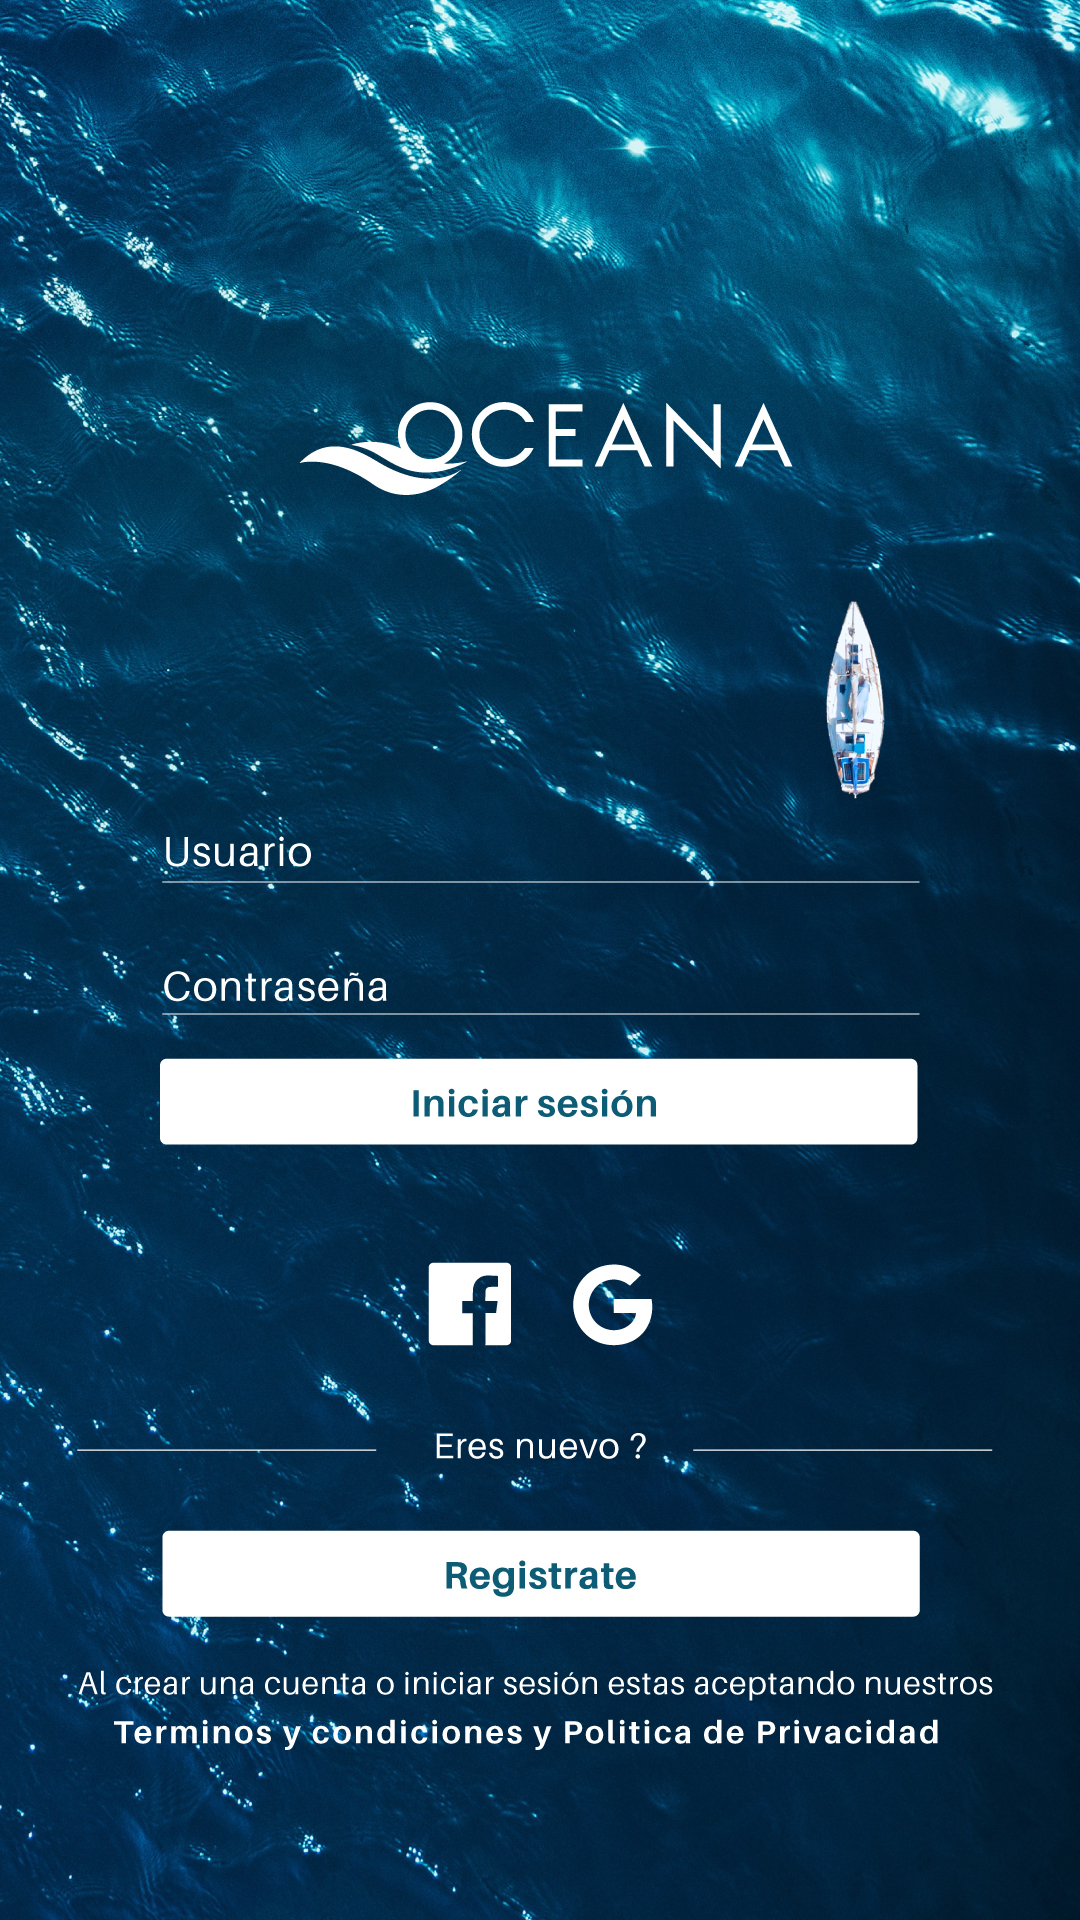 OCEANA
Usuario
Contraseña
Iniciar sesión
Eres nuevo ?
Registrate
Al crear una cuenta o iniciar sesión estas aceptando nuestros
Terminos y condiciones y Politica de Privacidad